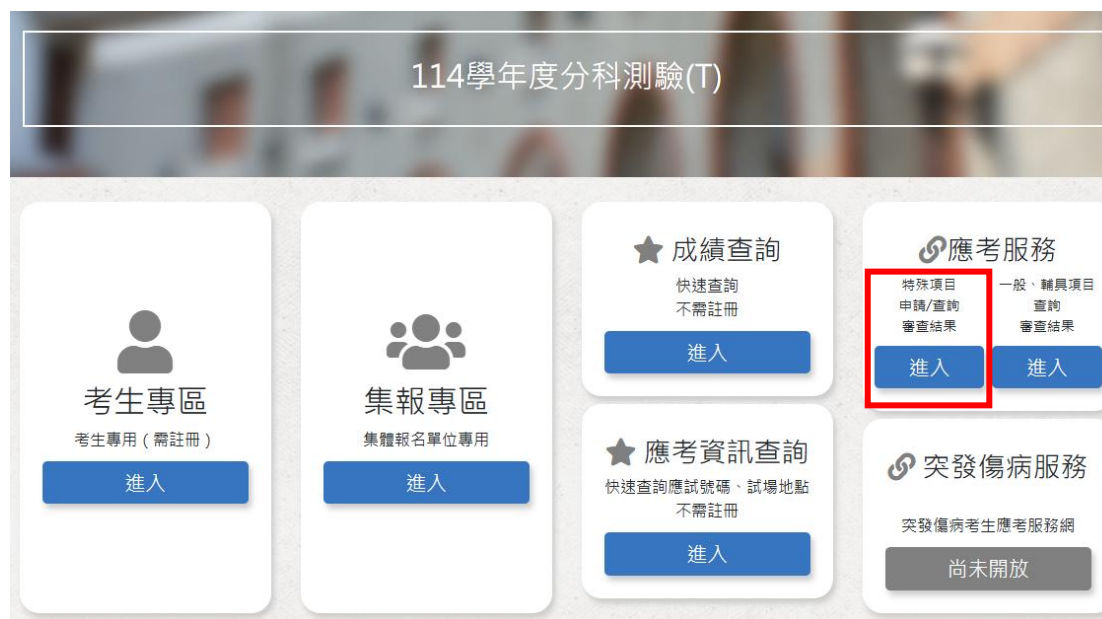 114學年度分科測驗(T)
考生專區
考生專用(需註冊)
進入
集報專區
集體報名單位專用
進入
成績查詢
快速查詢
不需註冊
進入
應考資訊查詢
快速查詢應試號碼、試場地點
不需註冊
進入
應考服務
特殊項目
申請/查詢
審查結果
進入
一般、輔具項目
查詢
審查結果
進入
突發傷病服務
突發傷病考生應考服務網
尚未開放